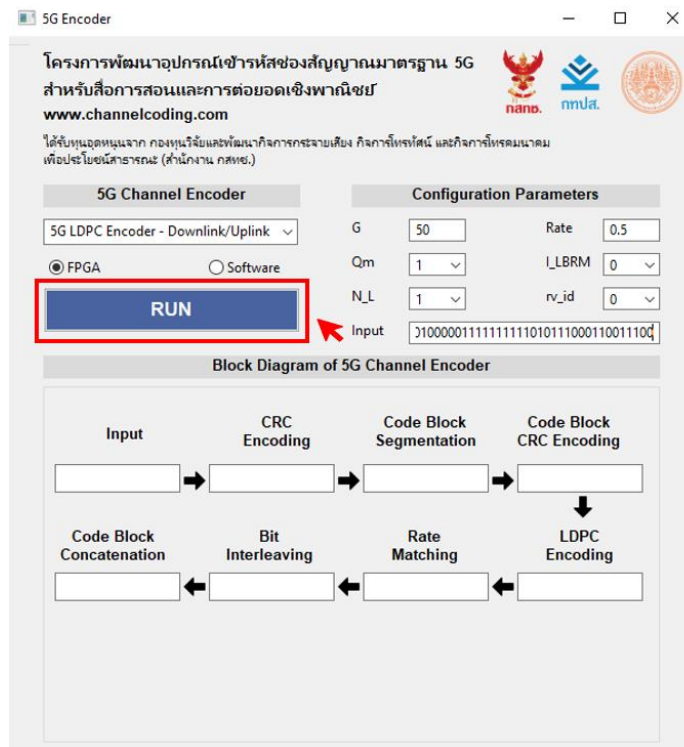 5G Encoder
โครงการพัฒนาอุปกรณ์เข้ารหัสช่องสัญญาณมาตรฐาน 5G
สำหรับสื่อการสอนและการต่อยอดเชิงพาณิชย์
www.channelcoding.com
กสทช.
กทปส.
ได้รับทุนอุดหนุนจาก กองทุนวิจัยและพัฒนากิจการกระจายเสียง กิจการโทรทัศน์ และกิจการโทรคมนาคม
เพื่อประโยชน์สาธารณะ (สำนักงาน กสทช.)
5G Channel Encoder
Configuration Parameters
5G LDPC Encoder - Downlink/Uplink
G 50 Rate 0.5
FPGA Software
Qm 1 I_LBRM 0
RUN
N_L 1 rv_id 0
Input 0100000111111111101011100011001110
Block Diagram of 5G Channel Encoder
Input
CRC
Encoding
Code Block
Segmentation
Code Block
CRC Encoding
Code Block
Concatenation
Bit
Interleaving
Rate
Matching
LDPC
Encoding